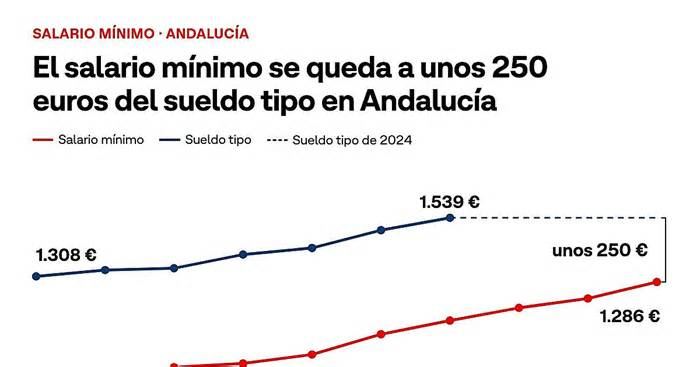 SALARIO MÍNIMO · ANDALUCÍA
El salario mínimo se queda a unos 250
euros del sueldo tipo en Andalucía
Salario mínimo Sueldo tipo Sueldo tipo de 2024
1.539 €
1.308 €
unos 250 €
1.286 €